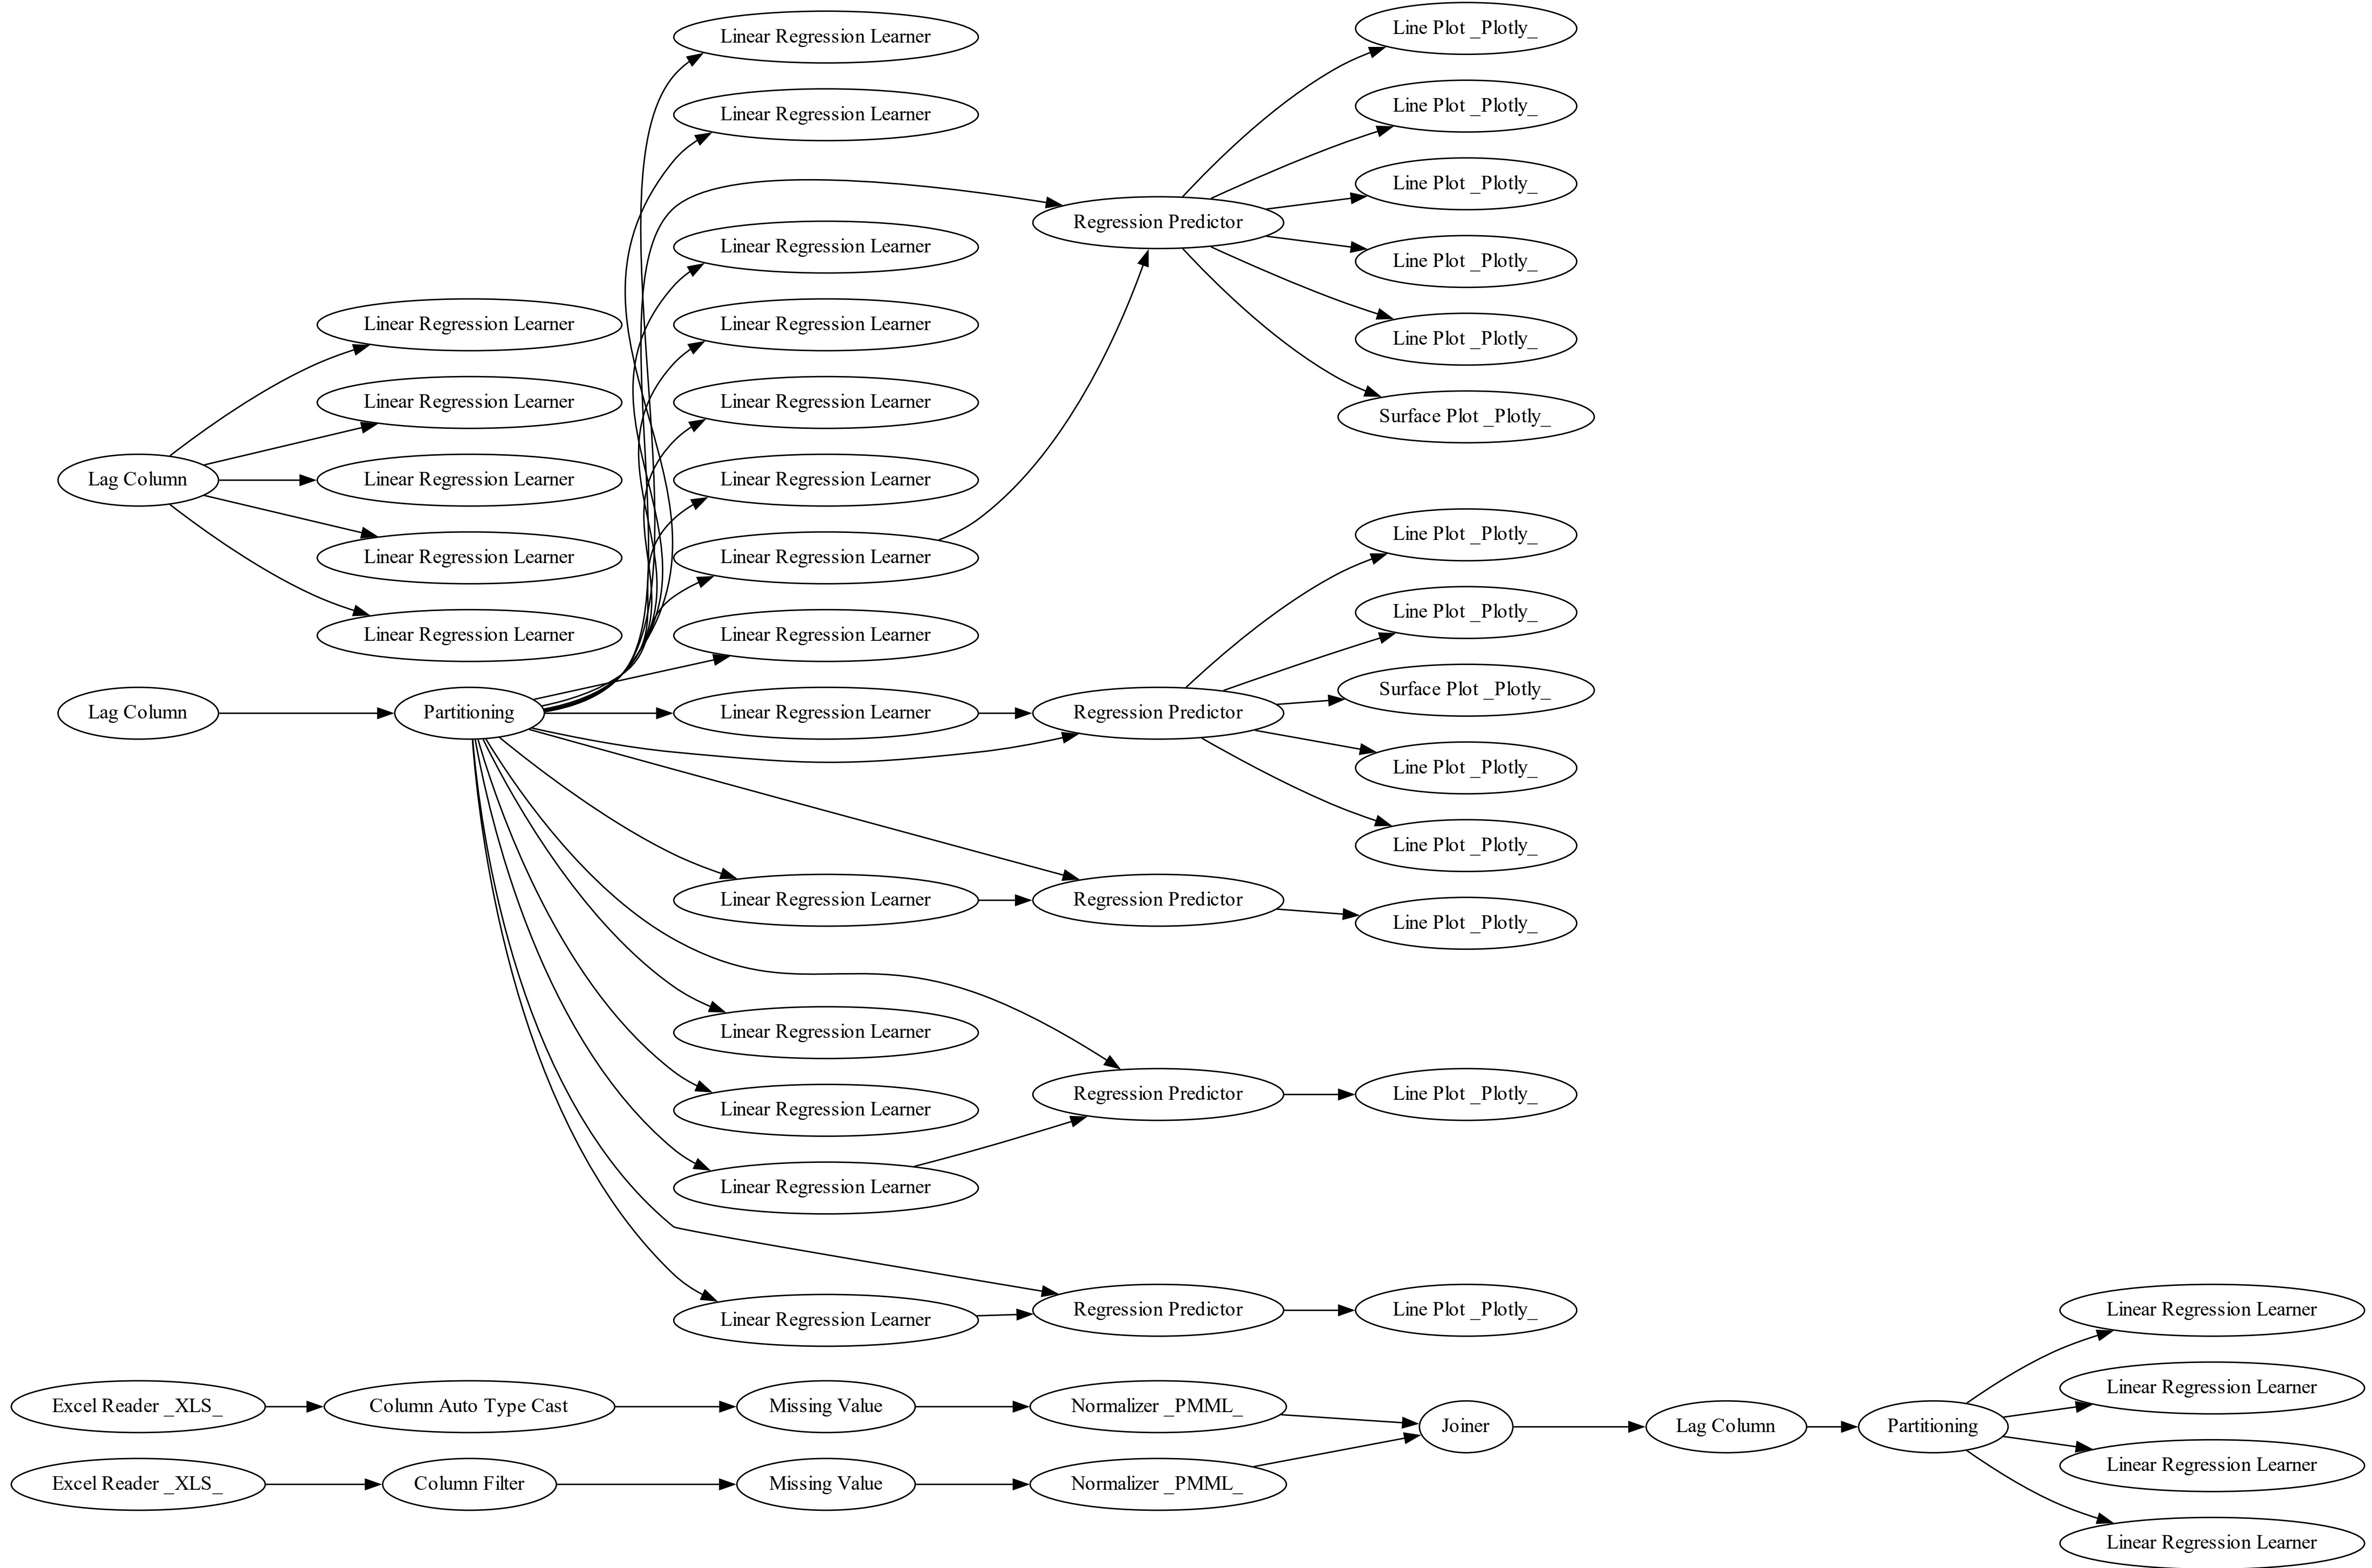 Linear Regression Learner
Linear Regression Learner
Linear Regression Learner
Linear Regression Learner
Linear Regression Learner
Linear Regression Learner
Linear Regression Learner
Linear Regression Learner
Linear Regression Learner
Linear Regression Learner
Linear Regression Learner
Linear Regression Learner
Linear Regression Learner
Linear Regression Learner
Regression Predictor
Regression Predictor
Regression Predictor
Regression Predictor
Regression Predictor
Line Plot _Plotly_
Line Plot _Plotly_
Line Plot _Plotly_
Line Plot _Plotly_
Line Plot _Plotly_
Surface Plot _Plotly_
Line Plot _Plotly_
Line Plot _Plotly_
Surface Plot _Plotly_
Line Plot _Plotly_
Line Plot _Plotly_
Line Plot _Plotly_
Line Plot _Plotly_
Line Plot _Plotly_
Lag Column
Linear Regression Learner
Linear Regression Learner
Linear Regression Learner
Linear Regression Learner
Linear Regression Learner
Lag Column
Partitioning
Excel Reader _XLS_
Column Auto Type Cast
Missing Value
Normalizer _PMML_
Excel Reader _XLS_
Column Filter
Missing Value
Normalizer _PMML_
Joiner
Lag Column
Partitioning
Linear Regression Learner
Linear Regression Learner
Linear Regression Learner
Linear Regression Learner